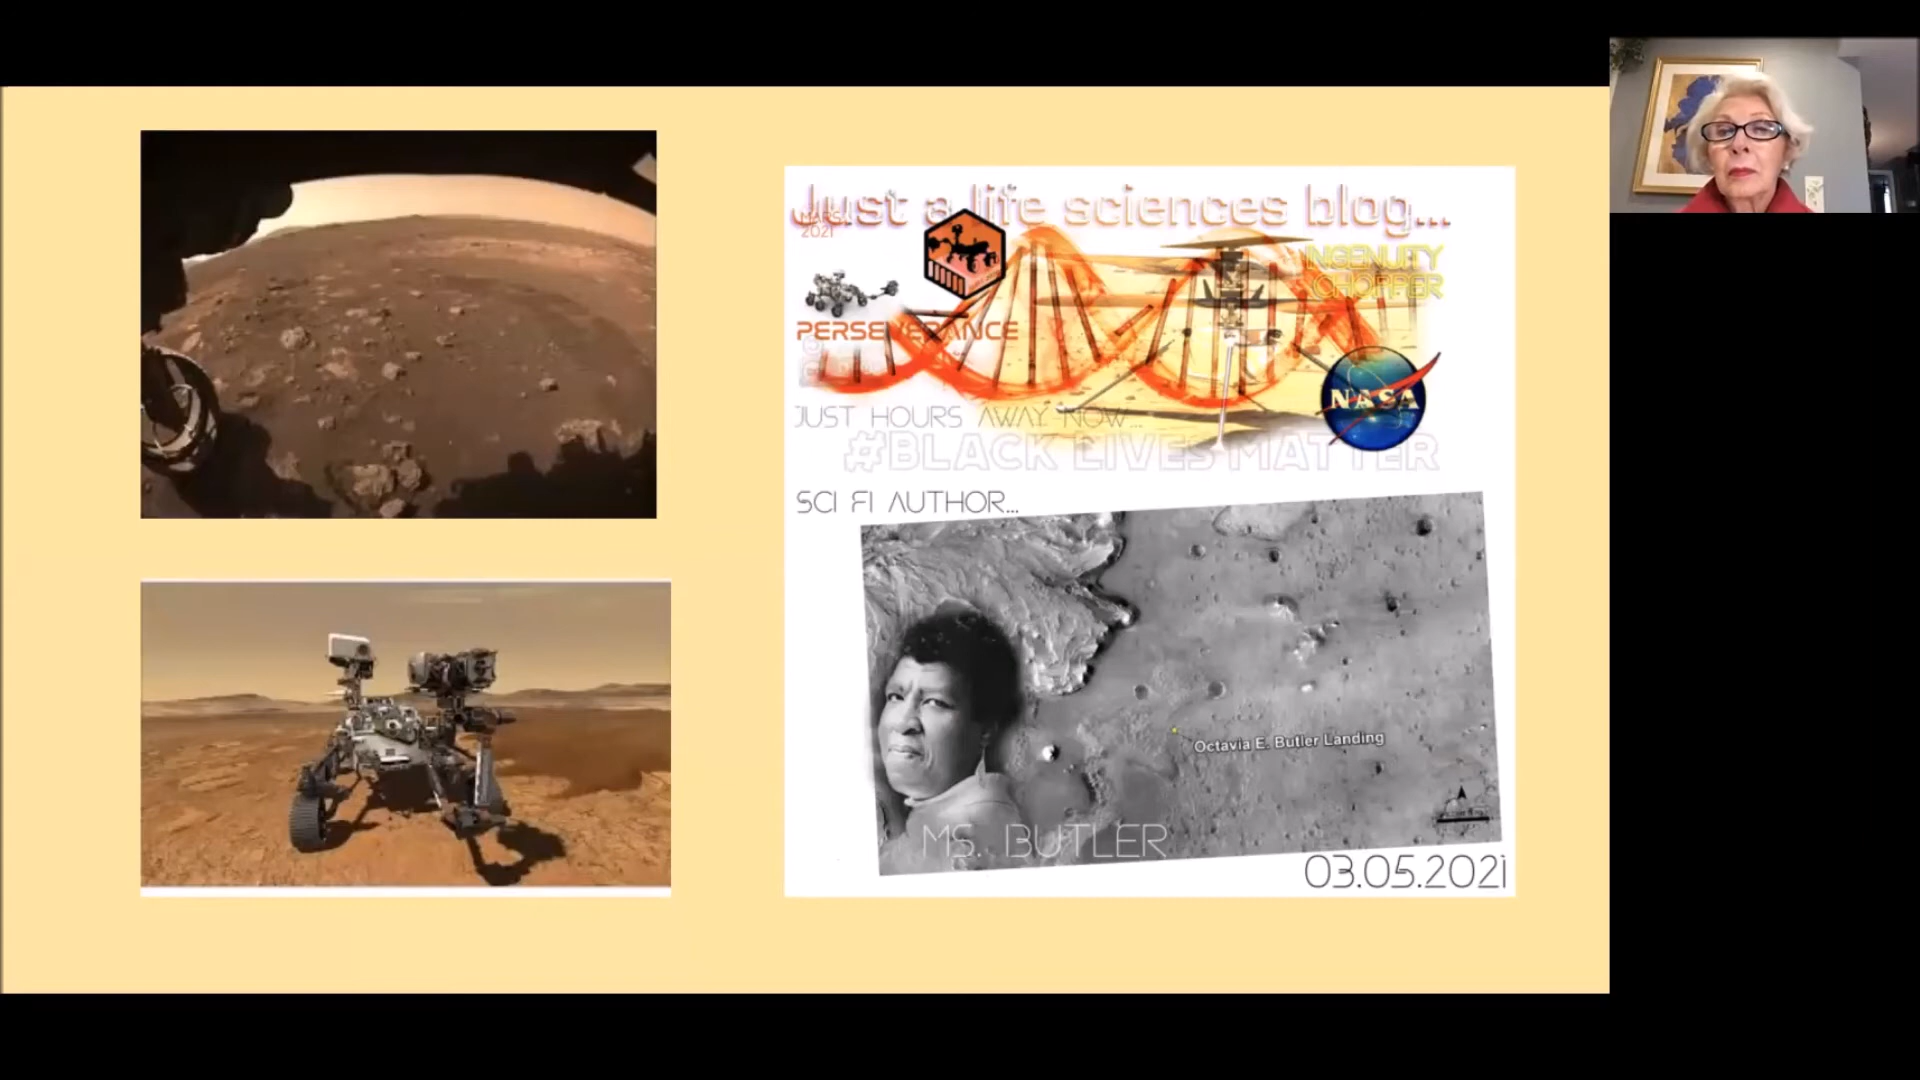 Just a life sciences blog...
MARS
2021
INGENUITY
CHOPPER
PERSEVERANCE
NASA
JUST HOURS AWAY NOW...
#BLACK LIVES MATTER
SCI FI AUTHOR...
Octavia E. Butler Landing
MS. BUTLER
03.05.2021